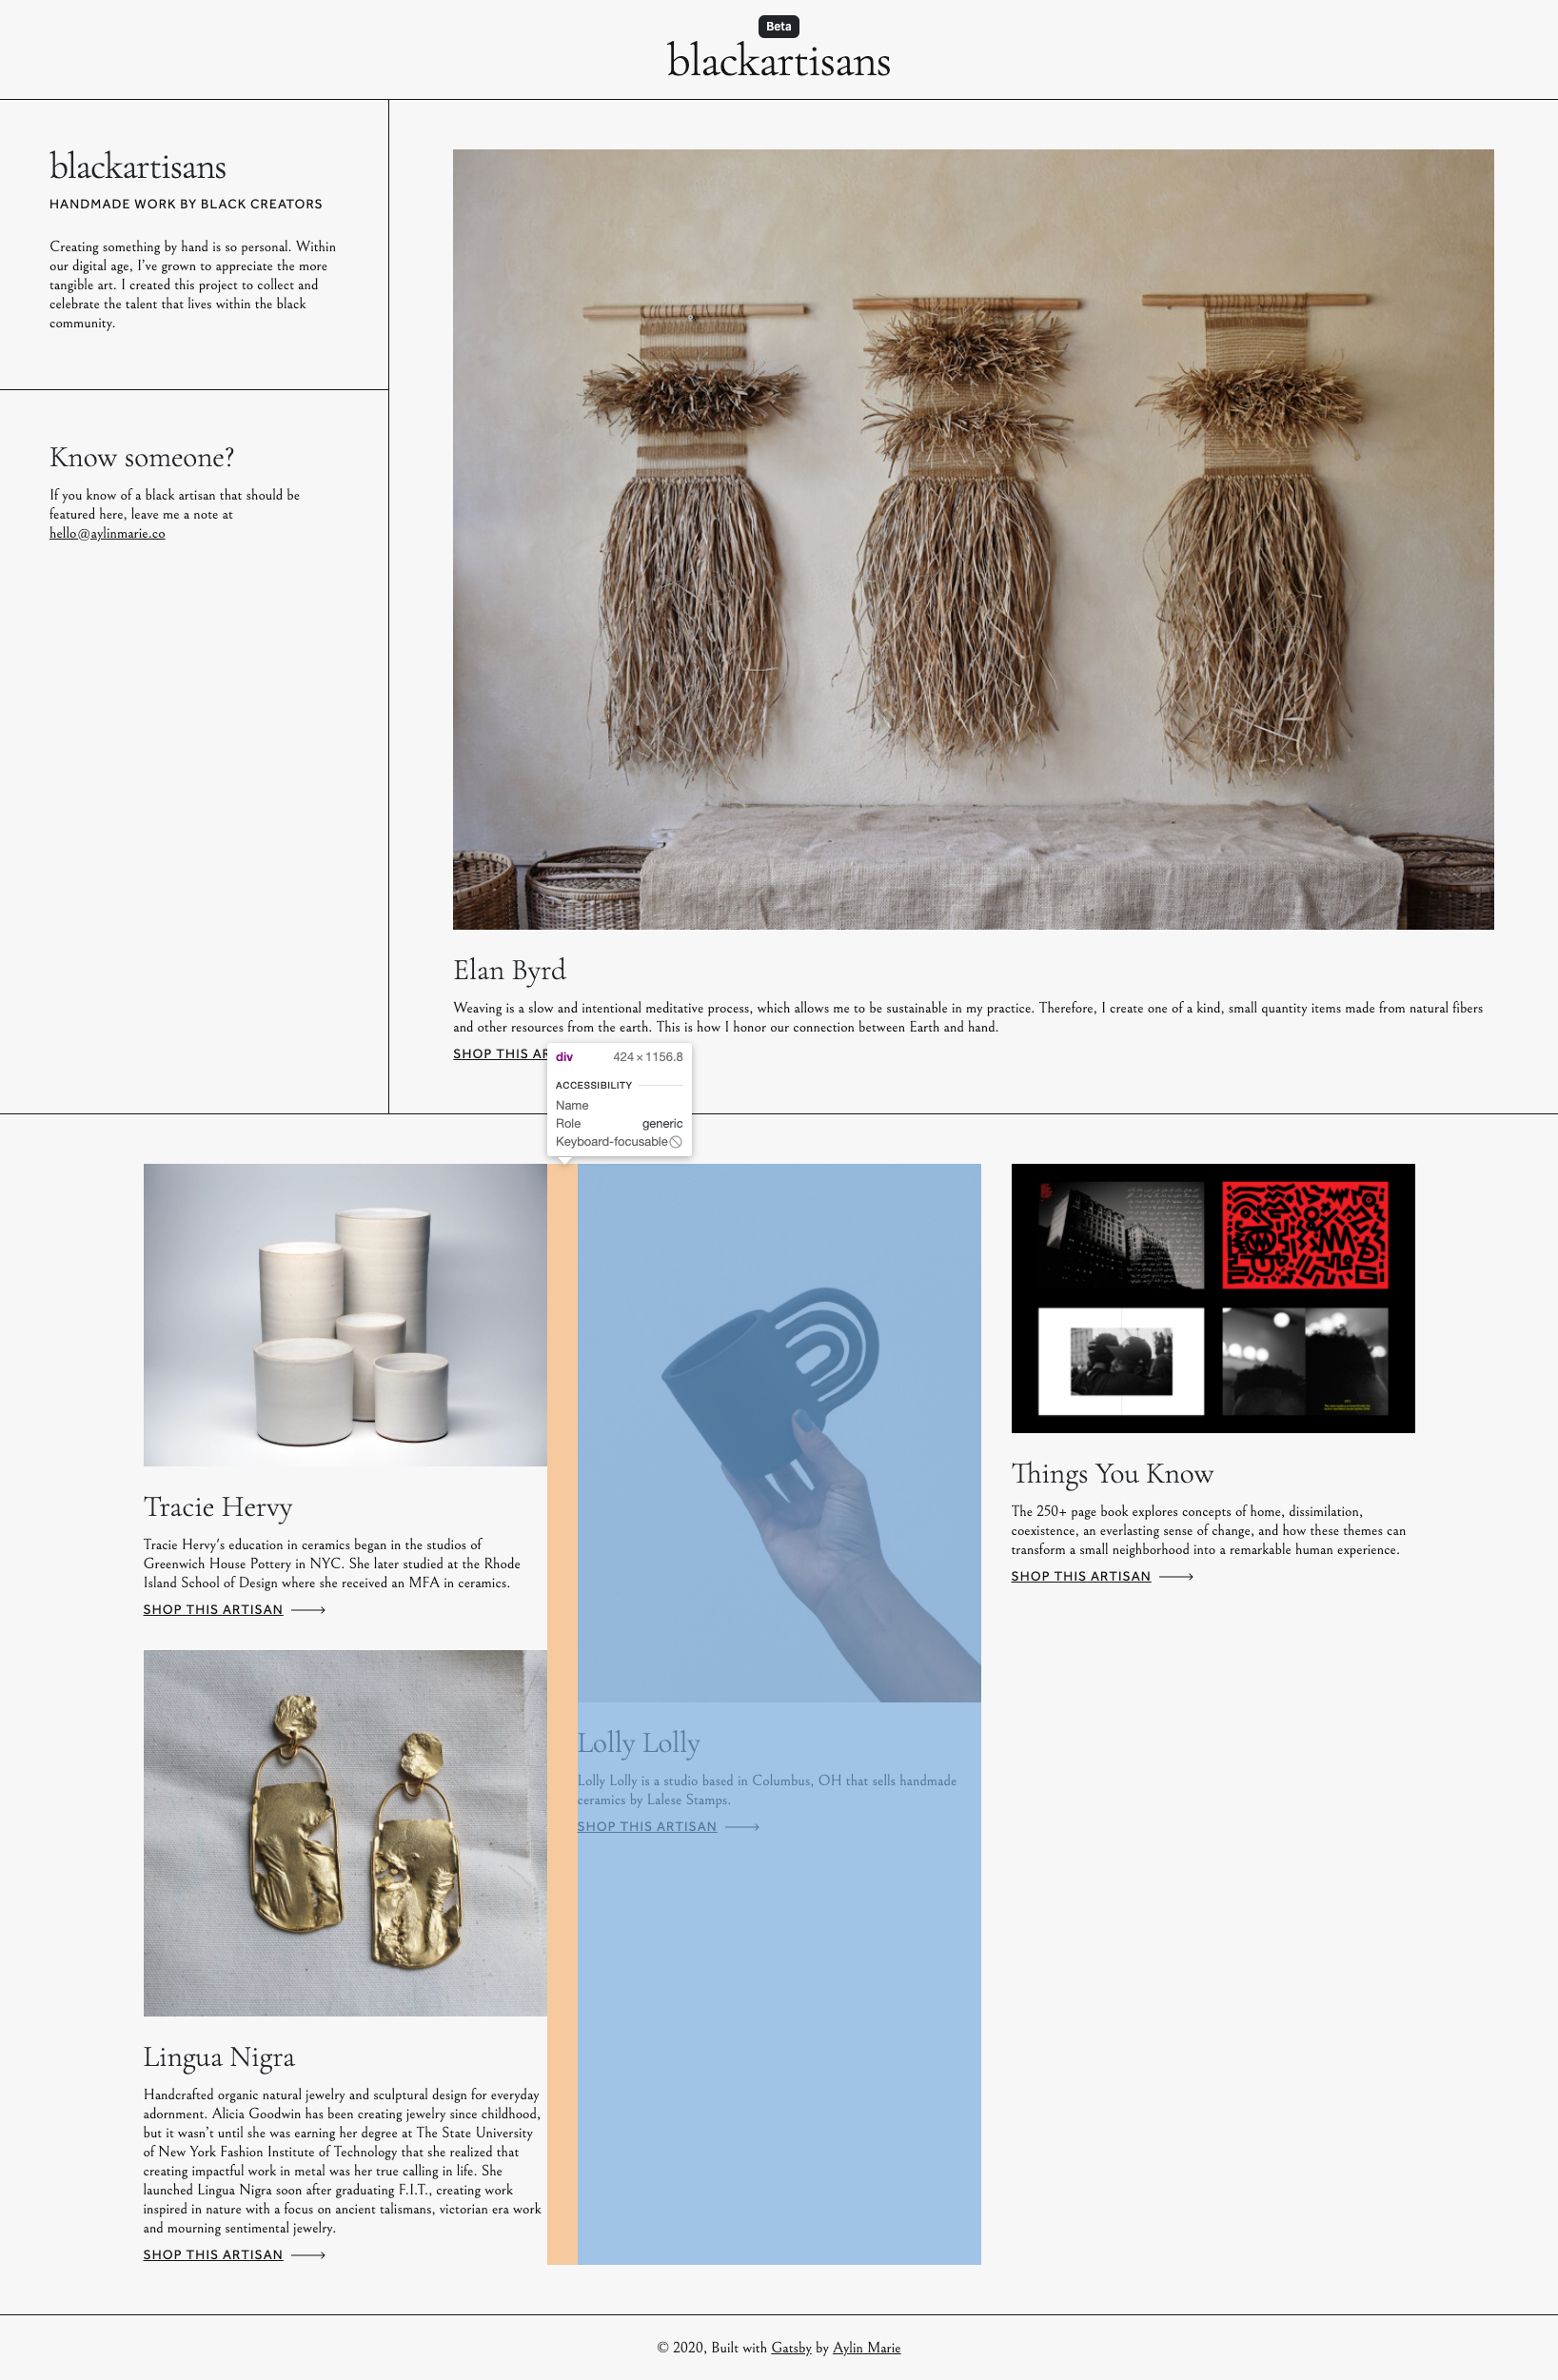 Beta
blackartisans
blackartisans
HANDMADE WORK BY BLACK CREATORS
Creating something by hand is so personal. Within
our digital age, I've grown to appreciate the more
tangible art. I created this project to collect and
celebrate the talent that lives within the black
community.
Know someone?
If you know of a black artisan that should be
featured here, leave me a note at
hello@aylinmarie.co
Elan Byrd
Weaving is a slow and intentional meditative process, which allows me to be sustainable in my practice. Therefore, I create one of a kind, small quantity items made from natural fibers
and other resources from the earth. This is how I honor our connection between Earth and hand.
SHOP THIS AR
div 424 × 1156.8
ACCESSIBILITY
Name
Role generic
Keyboard-focusable
Tracie Hervy
Tracie Hervy's education in ceramics began in the studios of
Greenwich House Pottery in NYC. She later studied at the Rhode
Island School of Design where she received an MFA in ceramics.
SHOP THIS ARTISAN
Lingua Nigra
Handcrafted organic natural jewelry and sculptural design for everyday
adornment. Alicia Goodwin has been creating jewelry since childhood,
but it wasn't until she was earning her degree at The State University
of New York Fashion Institute of Technology that she realized that
creating impactful work in metal was her true calling in life. She
launched Lingua Nigra soon after graduating F.I.T., creating work
inspired in nature with a focus on ancient talismans, victorian era work
and mourning sentimental jewelry.
SHOP THIS ARTISAN
Lolly Lolly
Lolly Lolly is a studio based in Columbus, OH that sells handmade
ceramics by Lalese Stamps.
SHOP THIS ARTISAN
Things You Know
The 250+ page book explores concepts of home, dissimilation,
coexistence, an everlasting sense of change, and how these themes can
transform a small neighborhood into a remarkable human experience.
SHOP THIS ARTISAN
© 2020, Built with Gatsby by Aylin Marie